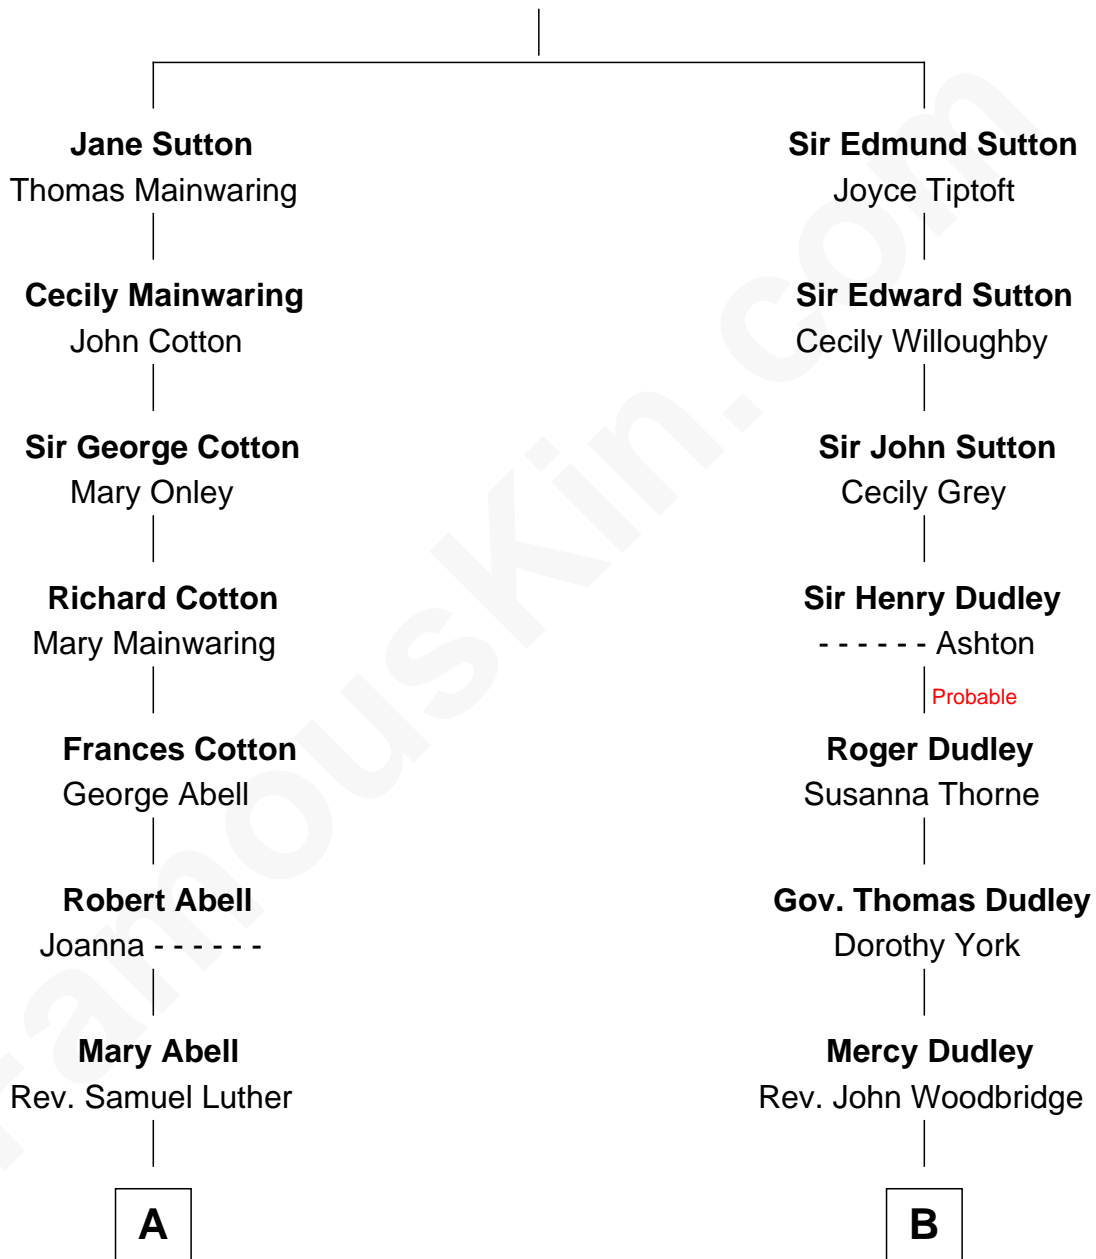 Jane Sutton
Thomas Mainwaring
Cecily Mainwaring
John Cotton
Sir George Cotton
Mary Onley
Richard Cotton
Mary Mainwaring
Frances Cotton
George Abell
Robert Abell
Joanna - - - - - -
Mary Abell
Rev. Samuel Luther
A
Sir Edmund Sutton
Joyce Tiptoft
Sir Edward Sutton
Cecily Willoughby
Sir John Sutton
Cecily Grey
Sir Henry Dudley
- - - - - - Ashton
Probable
Roger Dudley
Susanna Thorne
Gov. Thomas Dudley
Dorothy York
Mercy Dudley
Rev. John Woodbridge
B
FamousKin.com